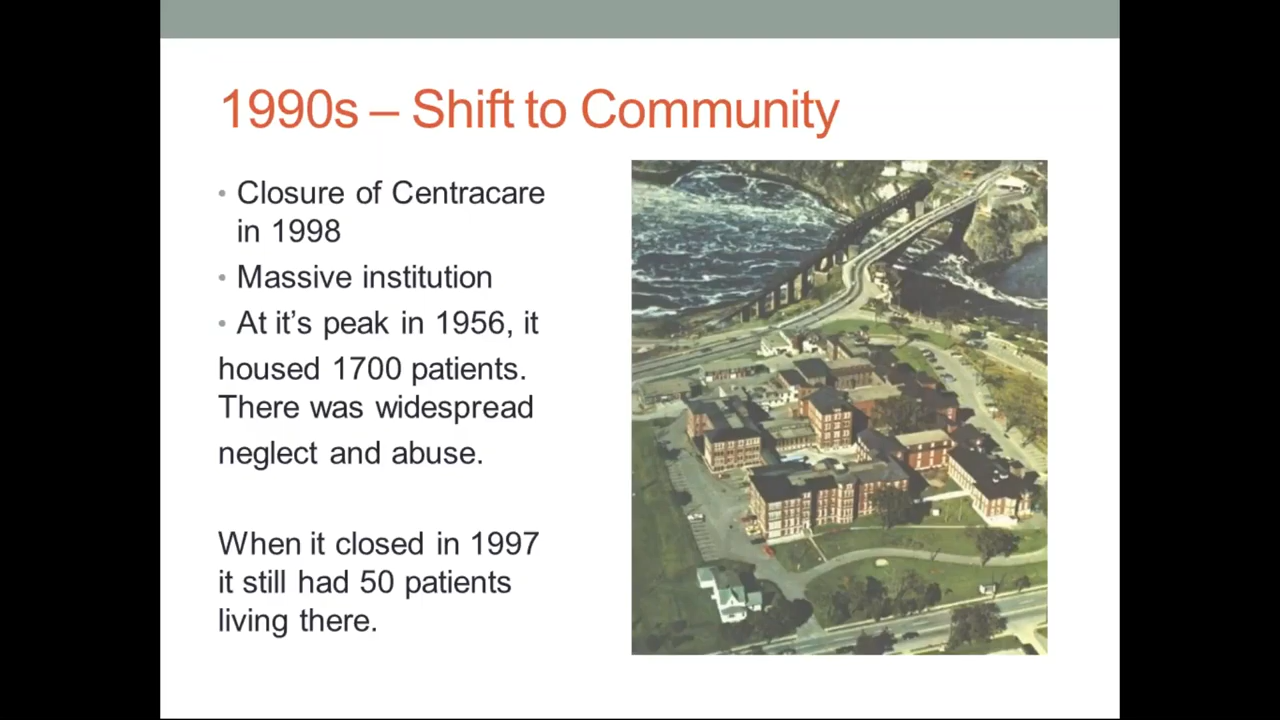 1990s – Shift to Community
• Closure of Centracare
in 1998
• Massive institution
• At it’s peak in 1956, it
housed 1700 patients.
There was widespread
neglect and abuse.
When it closed in 1997
it still had 50 patients
living there.